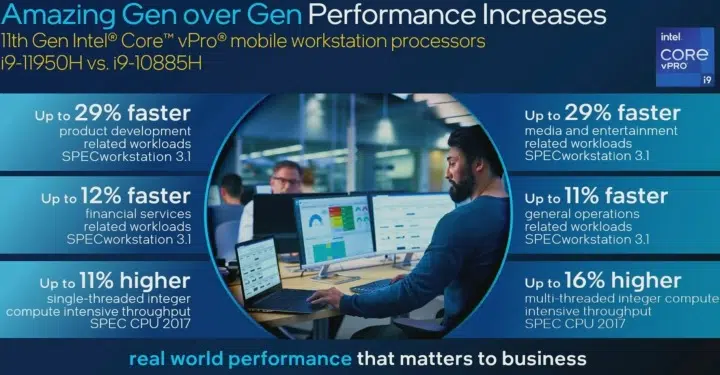 Amazing Gen over Gen Performance Increases
11th Gen Intel® Core™ vPro® mobile workstation processors
i9-11950H vs. i9-10885H
intel.
CORE
vPRO
i9
Up to 29% faster
product development
related workloads
SPECworkstation 3.1
Up to 12% faster
financial services
related workloads
SPECworkstation 3.1
Up to 11% higher
single-threaded integer
compute intensive throughput
SPEC CPU 2017
Up to 29% faster
media and entertainment
related workloads
SPECworkstation 3.1
Up to 11% faster
general operations
related workloads
SPECworkstation 3.1
Up to 16% higher
multi-threaded integer compute
intensive throughput
SPEC CPU 2017
real world performance that matters to business